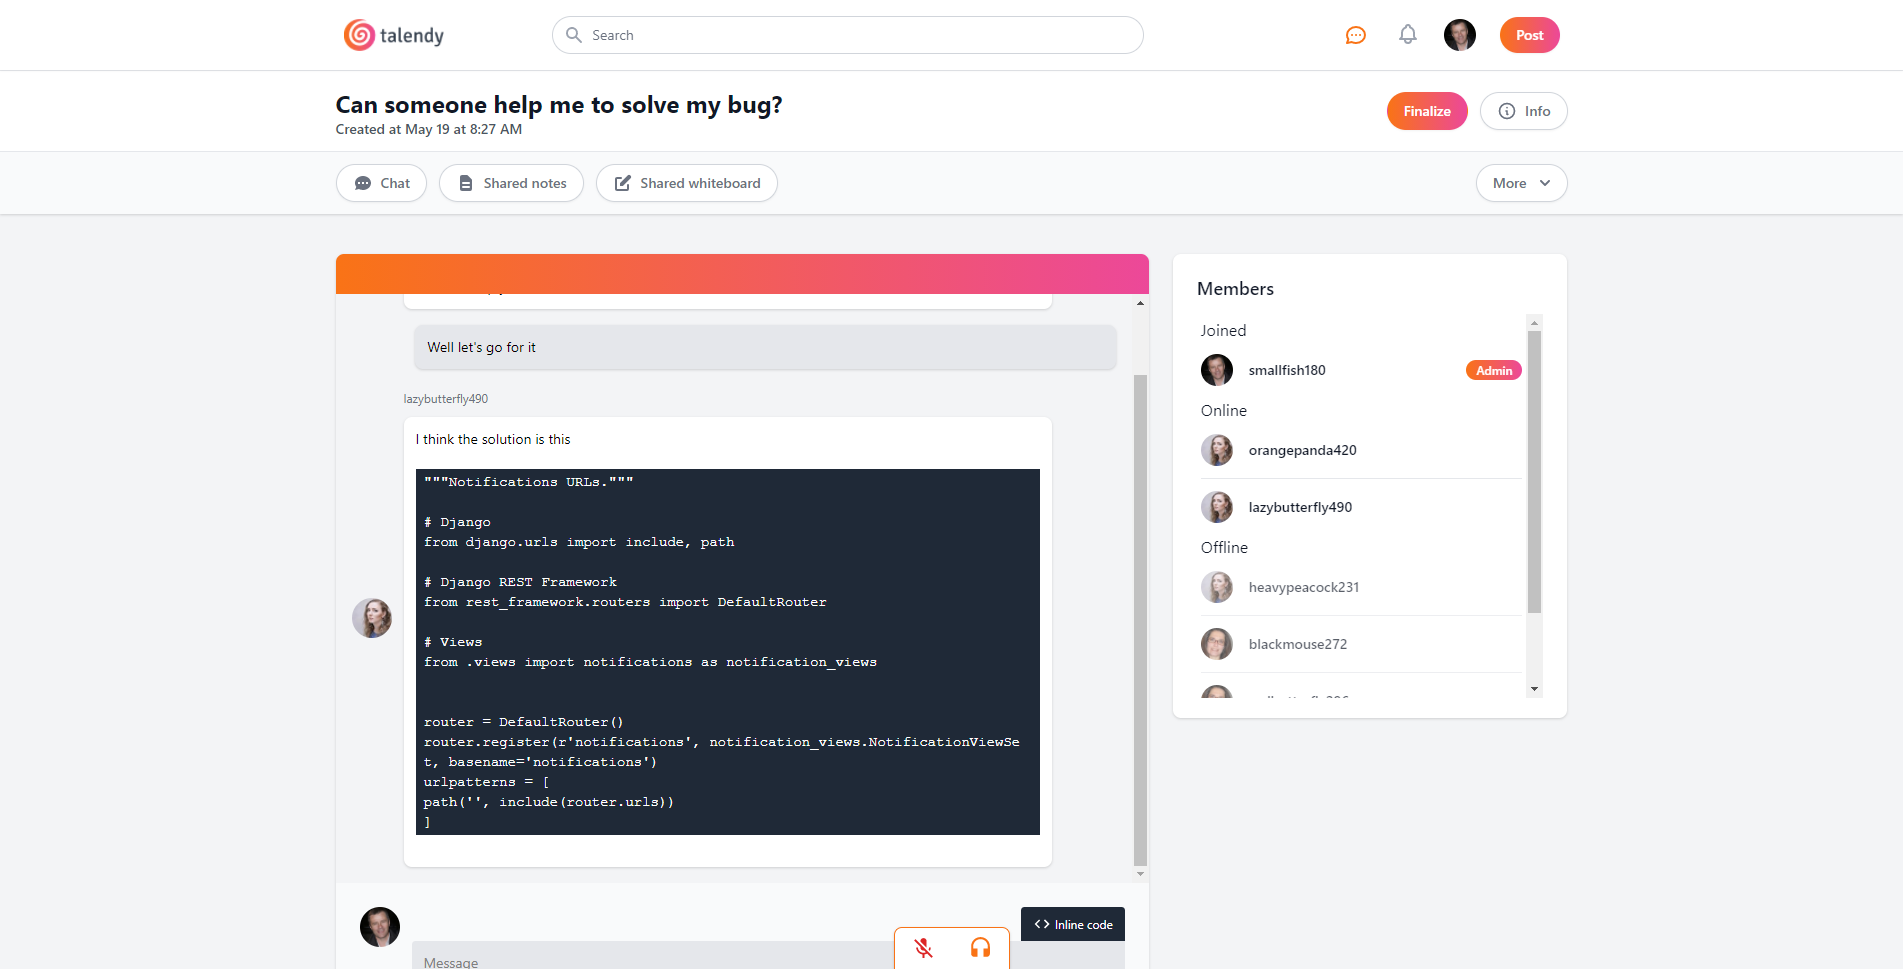 talendy
Search
Post
Can someone help me to solve my bug?
Created at May 19 at 8:27 AM
Finalize
Info
Chat
Shared notes
Shared whiteboard
More
Well let's go for it
lazybutterfly490
I think the solution is this
"""Notifications URLs."""
# Django
from django.urls import include, path
# Django REST Framework
from rest_framework.routers import DefaultRouter
# Views
from .views import notifications as notification_views
router = DefaultRouter()
router.register(r'notifications', notification_views.NotificationViewSe
t, basename='notifications')
urlpatterns = [
path('', include(router.urls))
]
Inline code
Message
Members
Joined
smallfish180
Admin
Online
orangepanda420
lazybutterfly490
Offline
heavypeacock231
blackmouse272